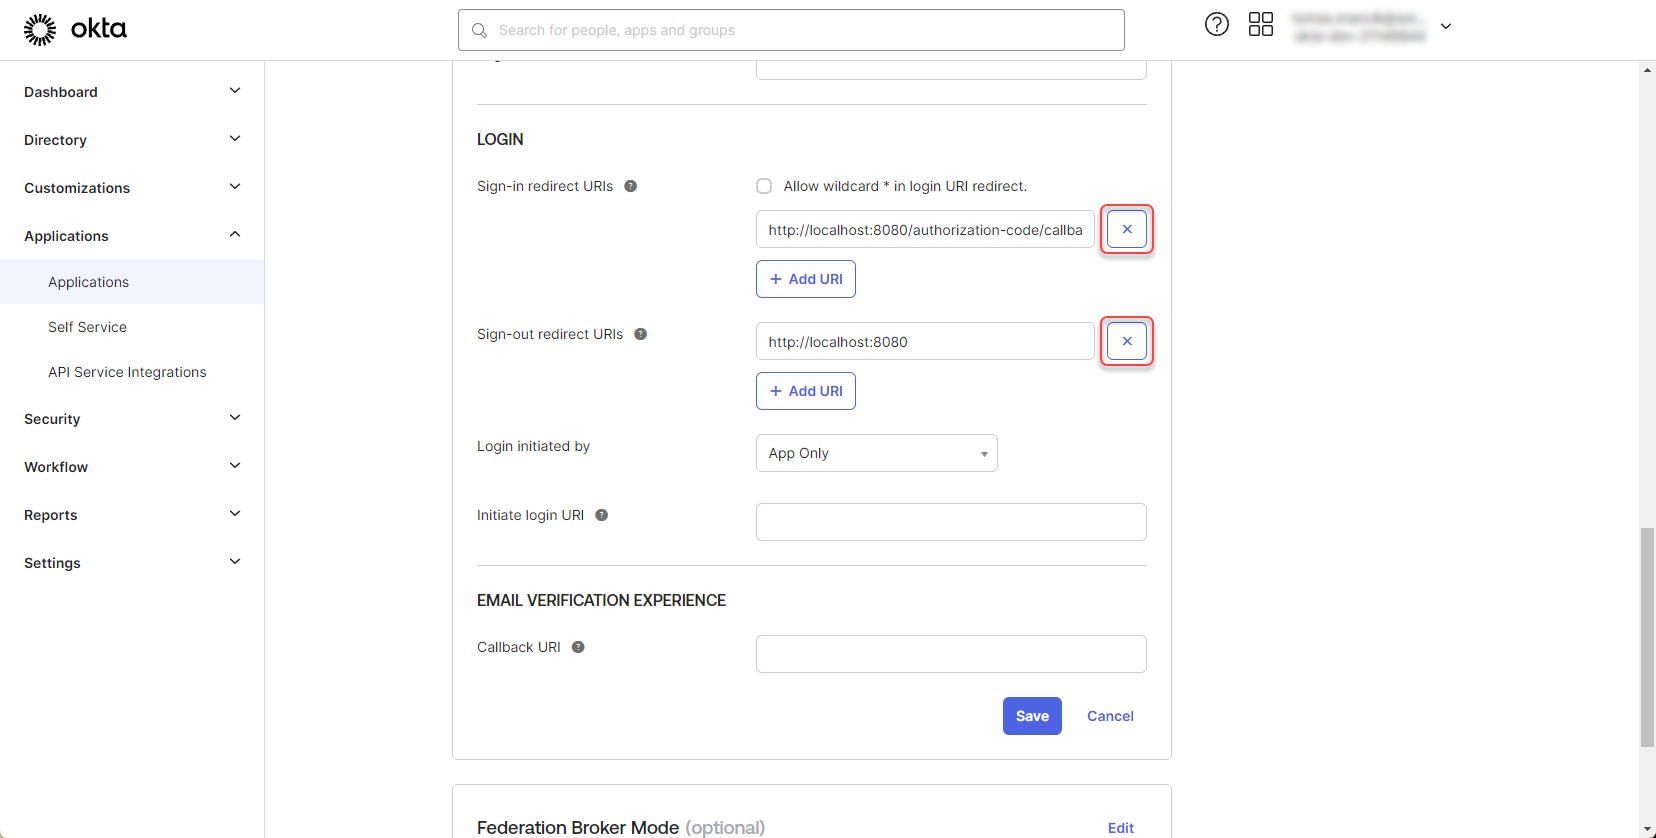 okta
Search for people, apps and groups
Dashboard
Directory
Customizations
Applications
Applications
Self Service
API Service Integrations
Security
Workflow
Reports
Settings
LOGIN
Sign-in redirect URIs
Allow wildcard * in login URI redirect.
http://localhost:8080/authorization-code/callba
+ Add URI
Sign-out redirect URIs
http://localhost:8080
+ Add URI
Login initiated by
App Only
Initiate login URI
EMAIL VERIFICATION EXPERIENCE
Callback URI
Save
Cancel
Federation Broker Mode (optional)
Edit